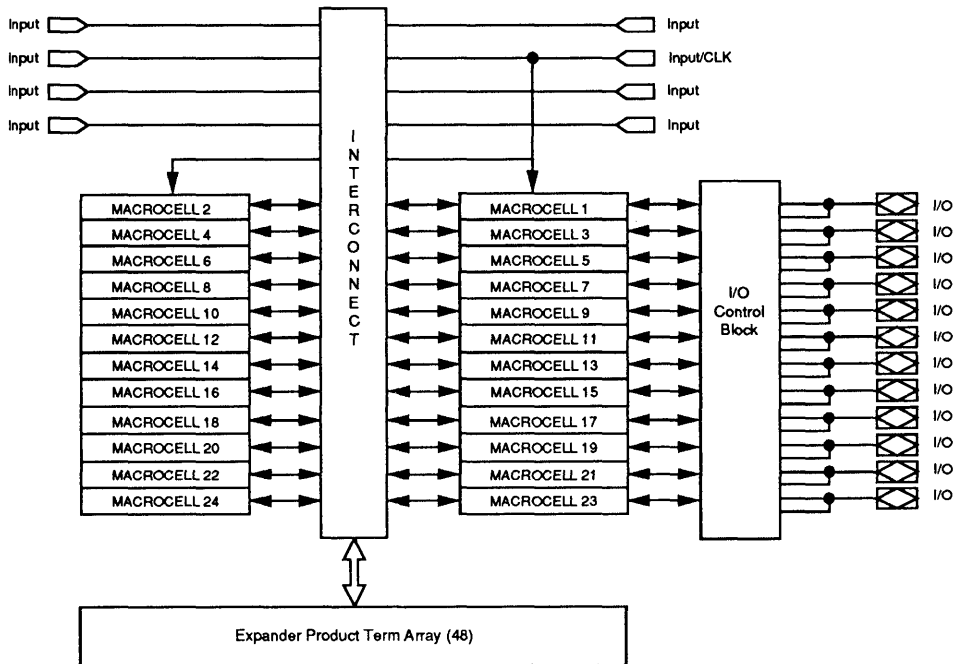 Input
Input
Input
Input/CLK
Input
Input
Input
Input
INTERCONNECT
MACROCELL 2
MACROCELL 4
MACROCELL 6
MACROCELL 8
MACROCELL 10
MACROCELL 12
MACROCELL 14
MACROCELL 16
MACROCELL 18
MACROCELL 20
MACROCELL 22
MACROCELL 24
MACROCELL 1
MACROCELL 3
MACROCELL 5
MACROCELL 7
MACROCELL 9
MACROCELL 11
MACROCELL 13
MACROCELL 15
MACROCELL 17
MACROCELL 19
MACROCELL 21
MACROCELL 23
I/O
Control
Block
I/O
I/O
I/O
I/O
I/O
I/O
I/O
I/O
I/O
I/O
I/O
I/O
Expander Product Term Array (48)